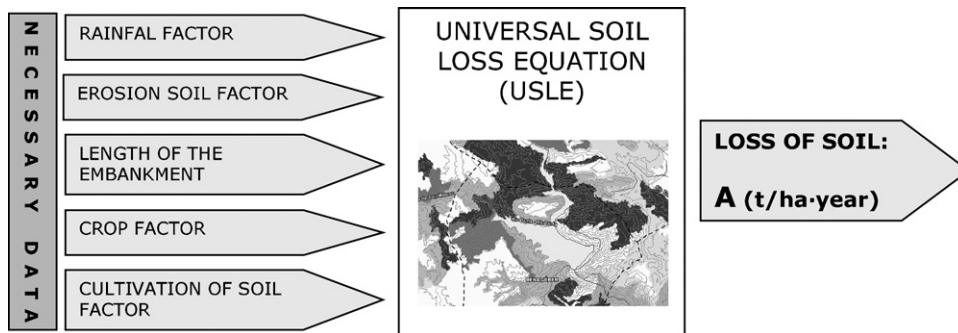 NECESSARY DATA
RAINFAL FACTOR
EROSION SOIL FACTOR
LENGTH OF THE
EMBANKMENT
CROP FACTOR
CULTIVATION OF SOIL
FACTOR
UNIVERSAL SOIL
LOSS EQUATION
(USLE)
LOSS OF SOIL:
A (t/ha·year)